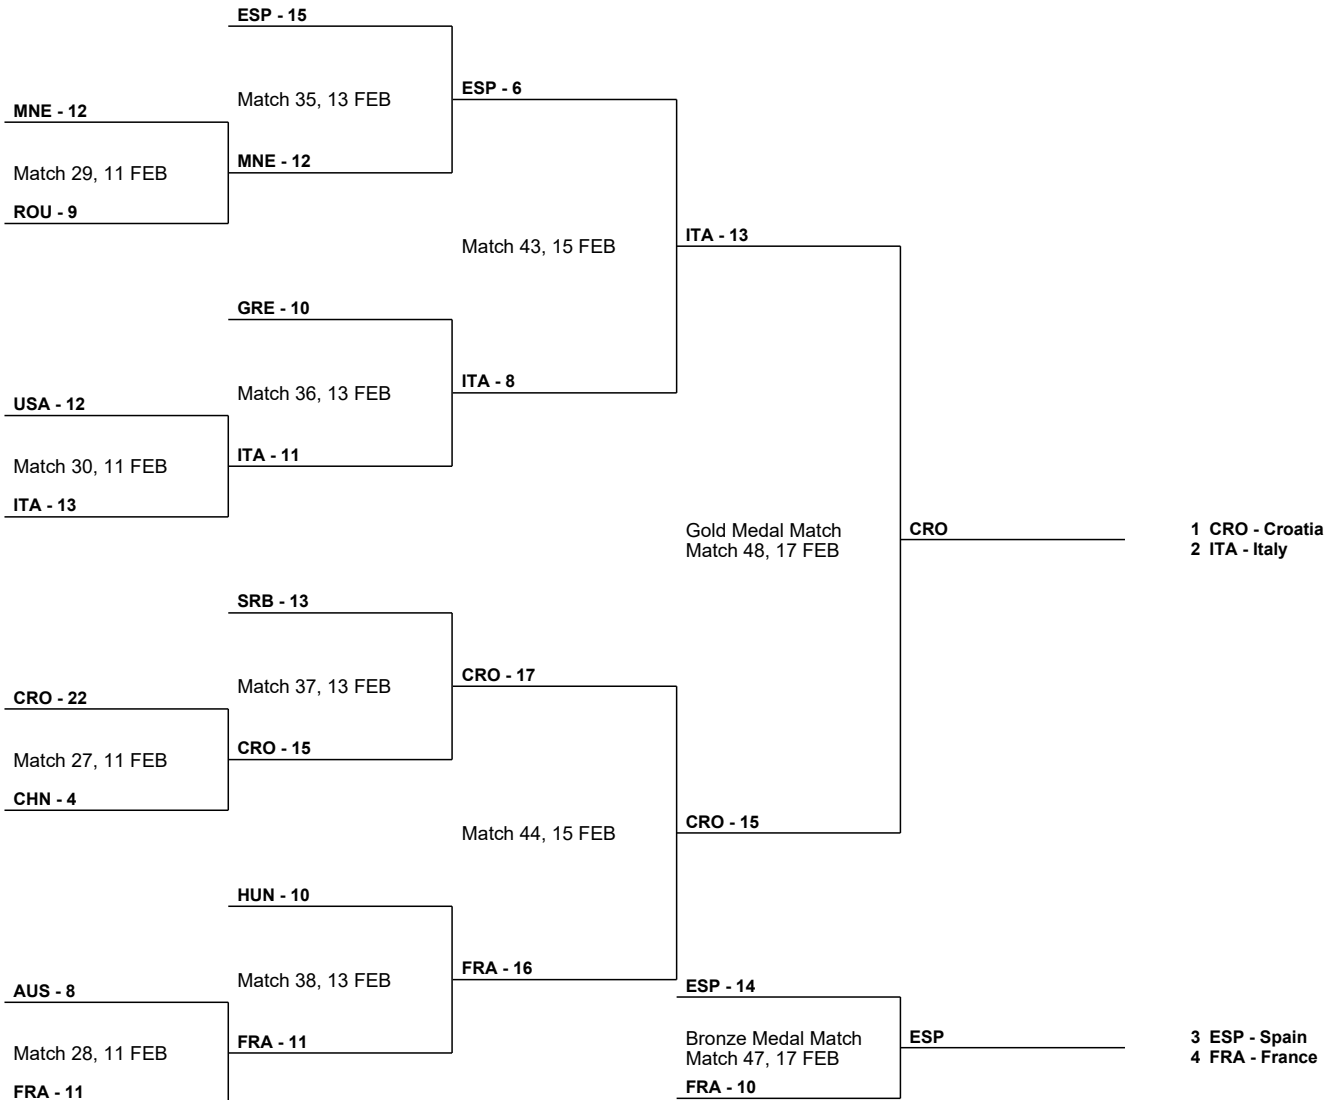 ESP - 15
Match 35, 13 FEB
ESP - 6
MNE - 12
Match 29, 11 FEB
MNE - 12
ROU - 9
Match 43, 15 FEB
ITA - 13
GRE - 10
Match 36, 13 FEB
ITA - 8
USA - 12
Match 30, 11 FEB
ITA - 11
ITA - 13
Gold Medal Match
Match 48, 17 FEB
CRO
1 CRO - Croatia
2 ITA - Italy
SRB - 13
Match 37, 13 FEB
CRO - 17
CRO - 22
Match 27, 11 FEB
CRO - 15
CHN - 4
Match 44, 15 FEB
CRO - 15
HUN - 10
Match 38, 13 FEB
FRA - 16
AUS - 8
Match 28, 11 FEB
FRA - 11
FRA - 11
ESP - 14
Bronze Medal Match
Match 47, 17 FEB
ESP
FRA - 10
3 ESP - Spain
4 FRA - France